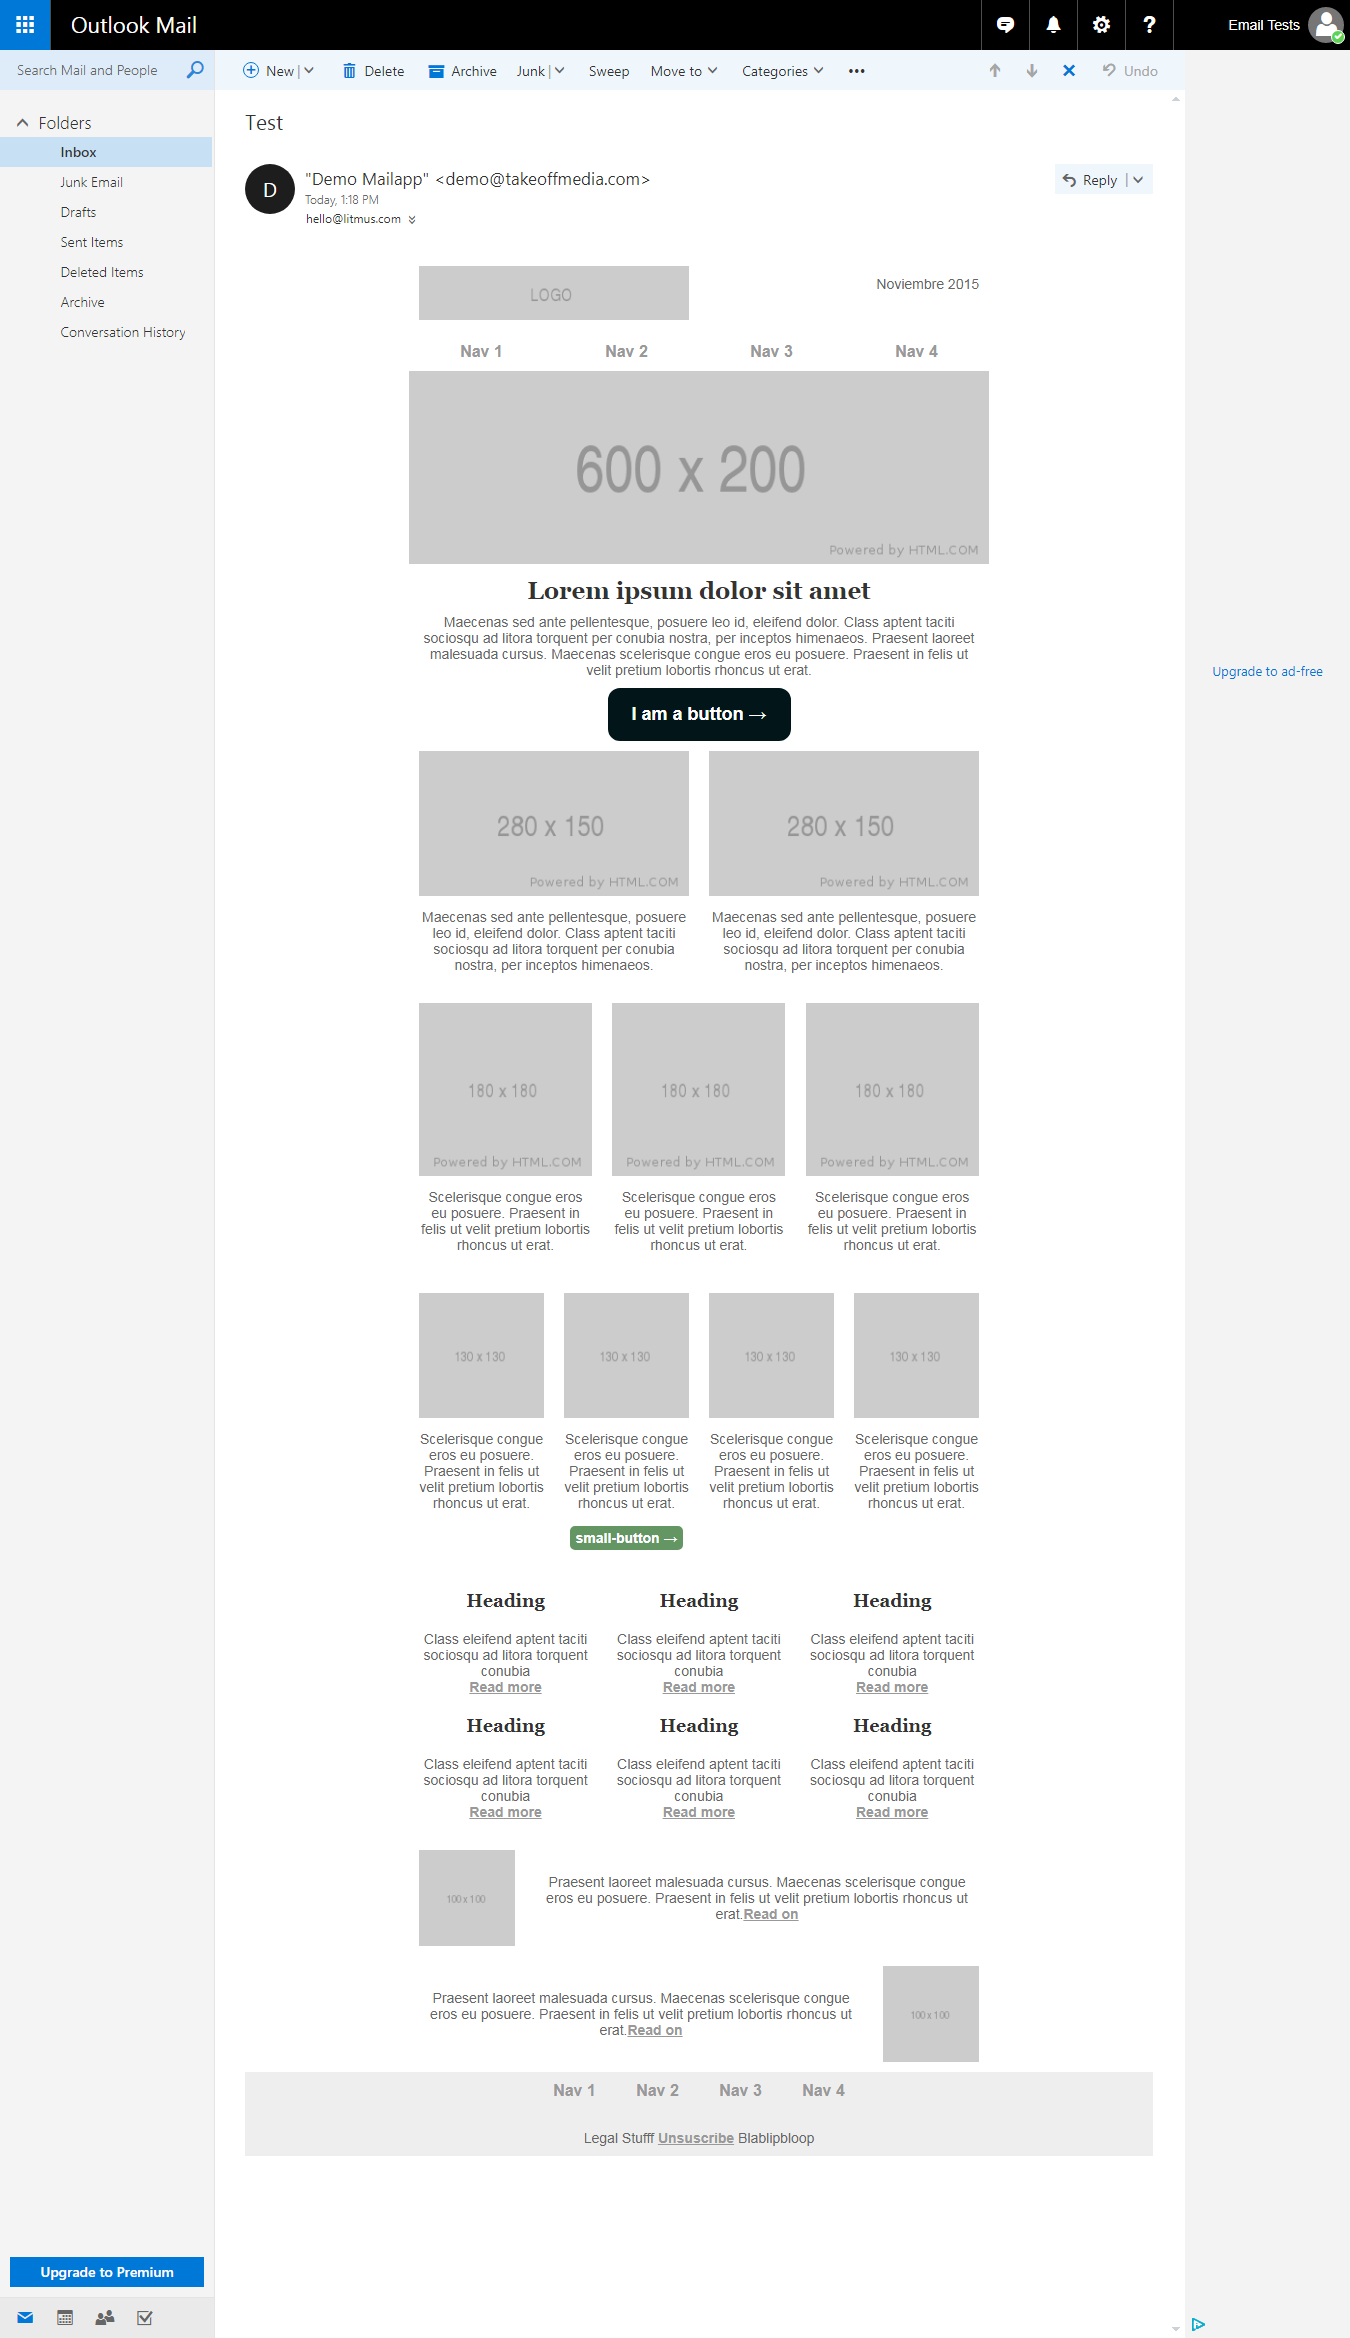 Outlook Mail
Email Tests
Search Mail and People
New
Delete
Archive
Junk
Sweep
Move to
Categories
Undo
Folders
Inbox
Junk Email
Drafts
Sent Items
Deleted Items
Archive
Conversation History
Test
D
"Demo Mailapp" <demo@takeoffmedia.com>
Today, 1:18 PM
hello@litmus.com
Reply
LOGO
Noviembre 2015
Nav 1 Nav 2 Nav 3 Nav 4
600 x 200
Powered by HTML.COM
Lorem ipsum dolor sit amet
Maecenas sed ante pellentesque, posuere leo id, eleifend dolor. Class aptent taciti
sociosqu ad litora torquent per conubia nostra, per inceptos himenaeos. Praesent laoreet
malesuada cursus. Maecenas scelerisque congue eros eu posuere. Praesent in felis ut
velit pretium lobortis rhoncus ut erat.
Upgrade to ad-free
I am a button →
280 x 150
Powered by HTML.COM
280 x 150
Powered by HTML.COM
Maecenas sed ante pellentesque, posuere
leo id, eleifend dolor. Class aptent taciti
sociosqu ad litora torquent per conubia
nostra, per inceptos himenaeos.
Maecenas sed ante pellentesque, posuere
leo id, eleifend dolor. Class aptent taciti
sociosqu ad litora torquent per conubia
nostra, per inceptos himenaeos.
180 x 180
Powered by HTML.COM
180 x 180
Powered by HTML.COM
180 x 180
Powered by HTML.COM
Scelerisque congue eros
eu posuere. Praesent in
felis ut velit pretium lobortis
rhoncus ut erat.
Scelerisque congue eros
eu posuere. Praesent in
felis ut velit pretium lobortis
rhoncus ut erat.
Scelerisque congue eros
eu posuere. Praesent in
felis ut velit pretium lobortis
rhoncus ut erat.
130 x 130
130 x 130
130 x 130
130 x 130
Scelerisque congue
eros eu posuere.
Praesent in felis ut
velit pretium lobortis
rhoncus ut erat.
Scelerisque congue
eros eu posuere.
Praesent in felis ut
velit pretium lobortis
rhoncus ut erat.
small-button →
Scelerisque congue
eros eu posuere.
Praesent in felis ut
velit pretium lobortis
rhoncus ut erat.
Scelerisque congue
eros eu posuere.
Praesent in felis ut
velit pretium lobortis
rhoncus ut erat.
Heading
Class eleifend aptent taciti
sociosqu ad litora torquent
conubia
Read more
Heading
Class eleifend aptent taciti
sociosqu ad litora torquent
conubia
Read more
Heading
Class eleifend aptent taciti
sociosqu ad litora torquent
conubia
Read more
Heading
Class eleifend aptent taciti
sociosqu ad litora torquent
conubia
Read more
Heading
Class eleifend aptent taciti
sociosqu ad litora torquent
conubia
Read more
Heading
Class eleifend aptent taciti
sociosqu ad litora torquent
conubia
Read more
100 x 100
Praesent laoreet malesuada cursus. Maecenas scelerisque congue
eros eu posuere. Praesent in felis ut velit pretium lobortis rhoncus ut
erat.Read on
Praesent laoreet malesuada cursus. Maecenas scelerisque congue
eros eu posuere. Praesent in felis ut velit pretium lobortis rhoncus ut
erat.Read on
100 x 100
Nav 1 Nav 2 Nav 3 Nav 4
Legal Stufff Unsuscribe Blablipbloop
Upgrade to Premium